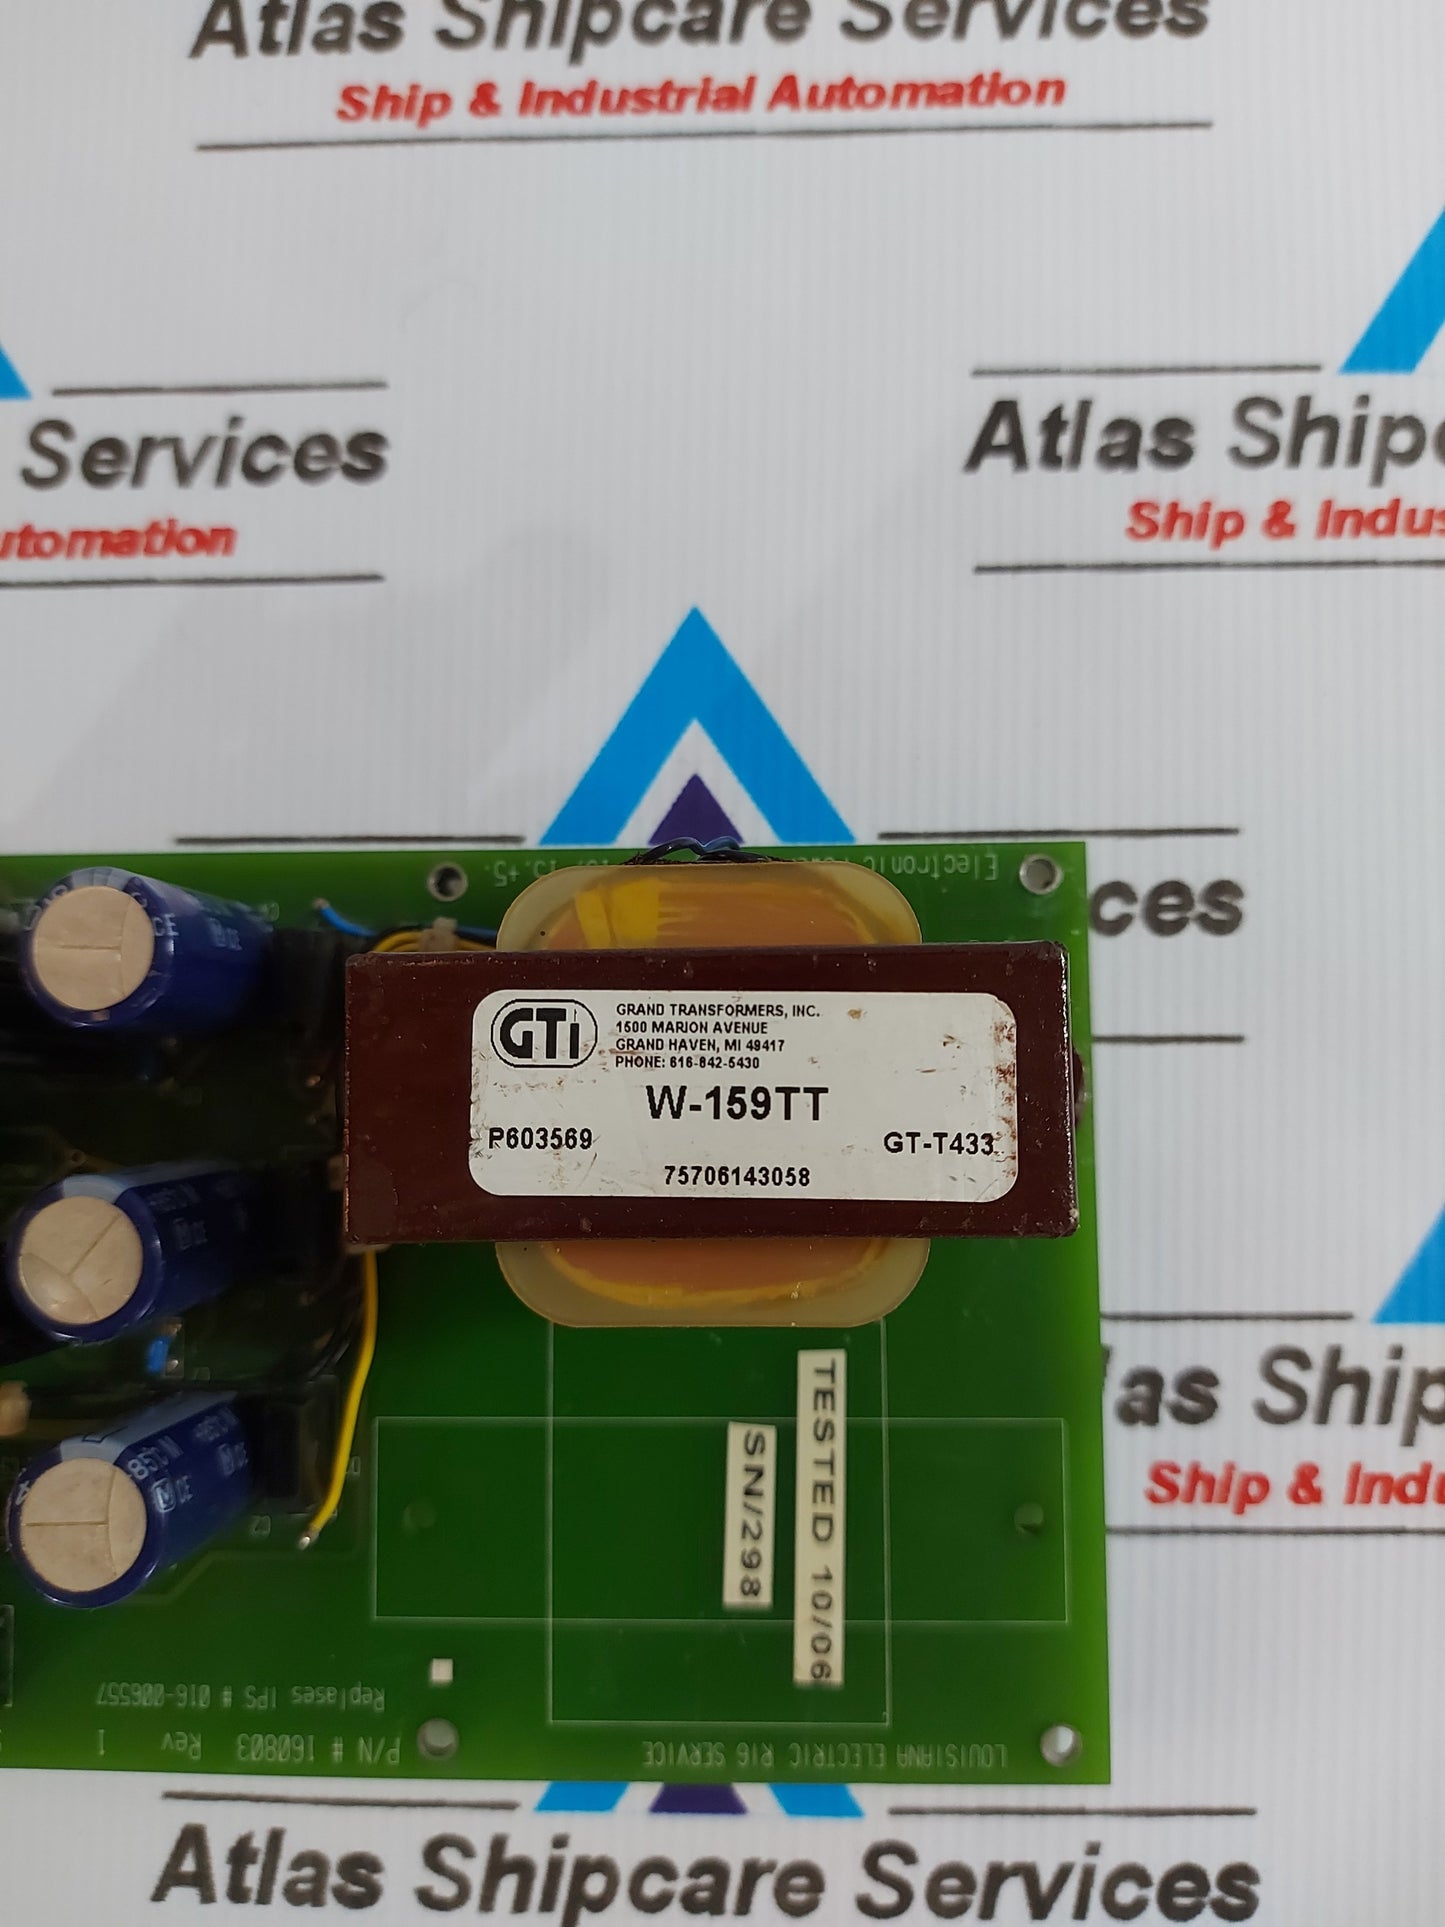 Atlas Shipcare Services
Ship & Industrial Automation
Services
utomation
Atlas Shipc
Ship & Indus
Electronic
ces
GTi
GRAND TRANSFORMERS, INC.
1500 MARION AVENUE
GRAND HAVEN, MI 49417
PHONE: 616-842-5430
W-159TT
P603569
GT-T433
75706143058
TESTED 10/06
SN/298
as Ship
Ship & Indu
Replaces IPS # 016-006557
P/N # 160803 Rev 1
LOUISIANA ELECTRIC RIG SERVICE
Atlas Shipcare Services